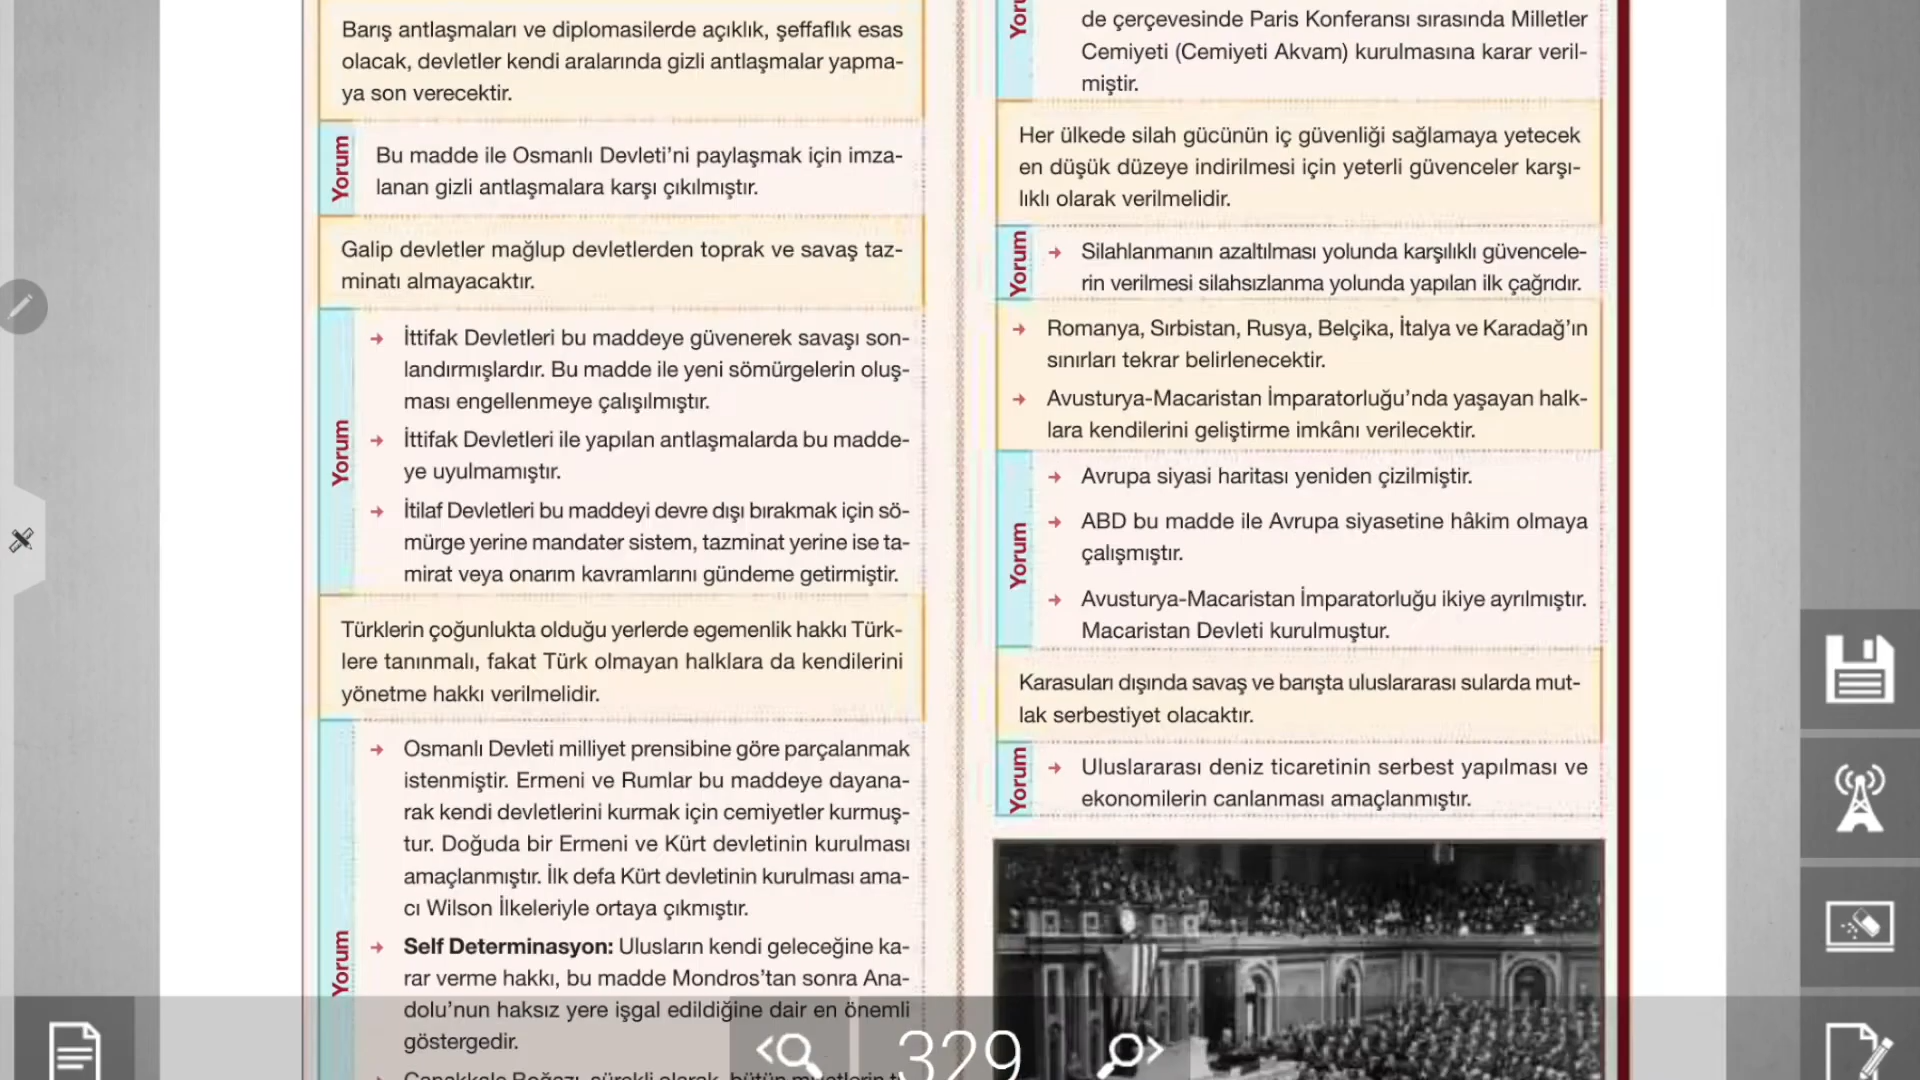 Barış antlaşmaları ve diplomasilerde açıklık, şeffaflık esas
olacak, devletler kendi aralarında gizli antlaşmalar yapma-
ya son verecektir.
Yorum
Bu madde ile Osmanlı Devleti’ni paylaşmak için imza-
lanan gizli antlaşmalara karşı çıkılmıştır.
Galip devletler mağlup devletlerden toprak ve savaş taz-
minatı almayacaktır.
Yorum
→ İttifak Devletleri bu maddeye güvenerek savaşı son-
landırmışlardır. Bu madde ile yeni sömürgelerin oluş-
ması engellenmeye çalışılmıştır.
→ İttifak Devletleri ile yapılan antlaşmalarda bu madde-
ye uyulmamıştır.
→ İtilaf Devletleri bu maddeyi devre dışı bırakmak için sö-
mürge yerine mandater sistem, tazminat yerine ise ta-
mirat veya onarım kavramlarını gündeme getirmiştir.
Türklerin çoğunlukta olduğu yerlerde egemenlik hakkı Türk-
lere tanınmalı, fakat Türk olmayan halklara da kendilerini
yönetme hakkı verilmelidir.
Yorum
→ Osmanlı Devleti milliyet prensibine göre parçalanmak
istenmiştir. Ermeni ve Rumlar bu maddeye dayana-
rak kendi devletlerini kurmak için cemiyetler kurmuş-
tur. Doğuda bir Ermeni ve Kürt devletinin kurulması
amaçlanmıştır. İlk defa Kürt devletinin kurulması ama-
cı Wilson İlkeleriyle ortaya çıkmıştır.
→ Self Determinasyon: Ulusların kendi geleceğine ka-
rar verme hakkı, bu madde Mondros’tan sonra Ana-
dolu’nun haksız yere işgal edildiğine dair en önemli
göstergedir.
Çanakkale Boğazı sürekli olarak bütün
Yorum
de çerçevesinde Paris Konferansı sırasında Milletler
Cemiyeti (Cemiyeti Akvam) kurulmasına karar veril-
miştir.
Her ülkede silah gücünün iç güvenliği sağlamaya yetecek
en düşük düzeye indirilmesi için yeterli güvenceler karşı-
lıklı olarak verilmelidir.
Yorum
→ Silahlanmanın azaltılması yolunda karşılıklı güvencele-
rin verilmesi silahsızlanma yolunda yapılan ilk çağrıdır.
→ Romanya, Sırbistan, Rusya, Belçika, İtalya ve Karadağ’ın
sınırları tekrar belirlenecektir.
→ Avusturya-Macaristan İmparatorluğu’nda yaşayan halk-
lara kendilerini geliştirme imkânı verilecektir.
Yorum
→ Avrupa siyasi haritası yeniden çizilmiştir.
→ ABD bu madde ile Avrupa siyasetine hâkim olmaya
çalışmıştır.
→ Avusturya-Macaristan İmparatorluğu ikiye ayrılmıştır.
Macaristan Devleti kurulmuştur.
Karasuları dışında savaş ve barışta uluslararası sularda mut-
lak serbestiyet olacaktır.
Yorum
→ Uluslararası deniz ticaretinin serbest yapılması ve
ekonomilerin canlanması amaçlanmıştır.
329